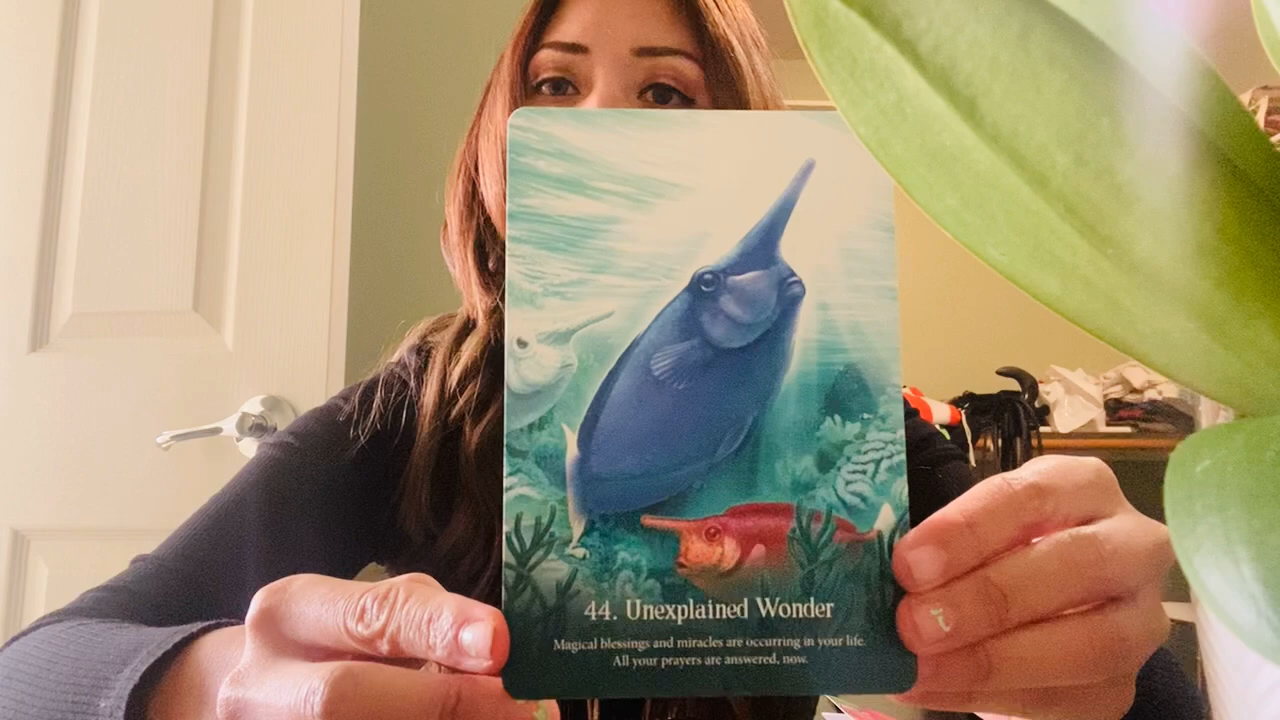 44. Unexplained Wonder
Magical blessings and miracles are occurring in your life.
All your prayers are answered, now.